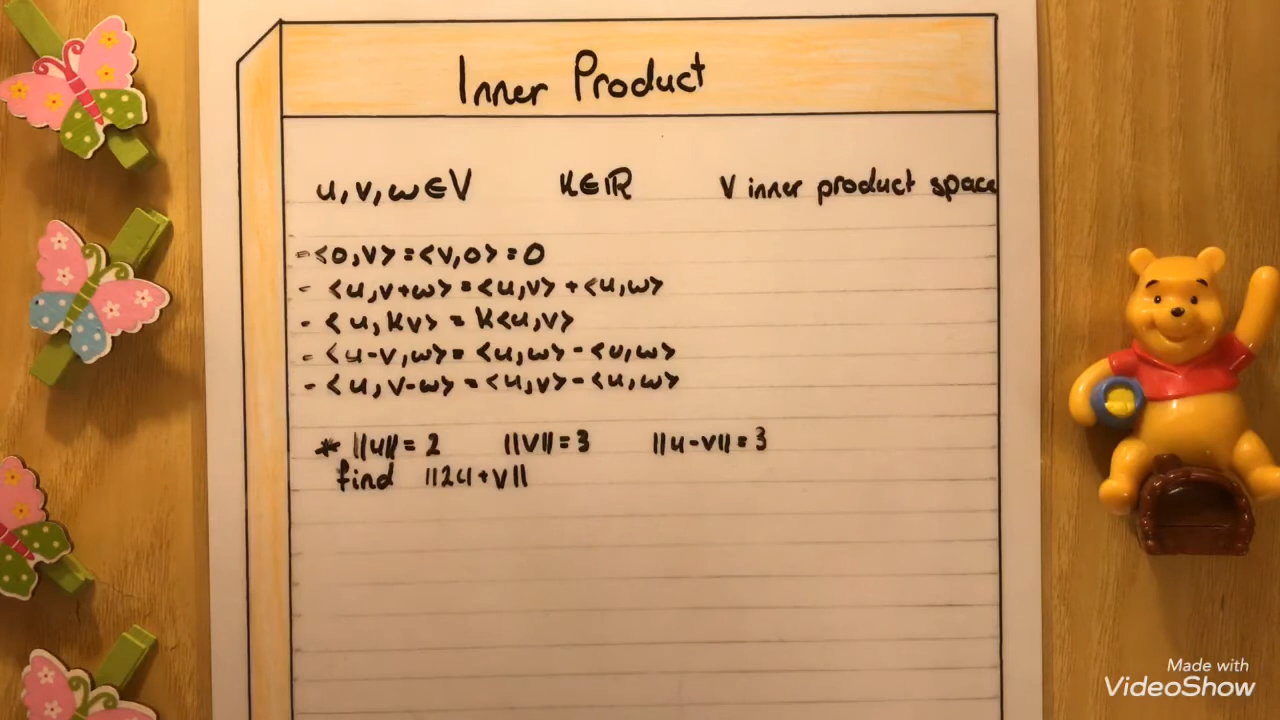 Inner Product
u, v, w ∈ V k ∈ ℝ V inner product space
- <0, v> = <v, 0> = 0
- <u, v+w> = <u, v> + <u, w>
- <u, kv> = k<u, v>
- <u-v, w> = <u, w> - <v, w>
- <u, v-w> = <u, v> - <u, w>
* ||u|| = 2 ||v|| = 3 ||u-v|| = 3
find ||2u+v||
Made with
VideoShow